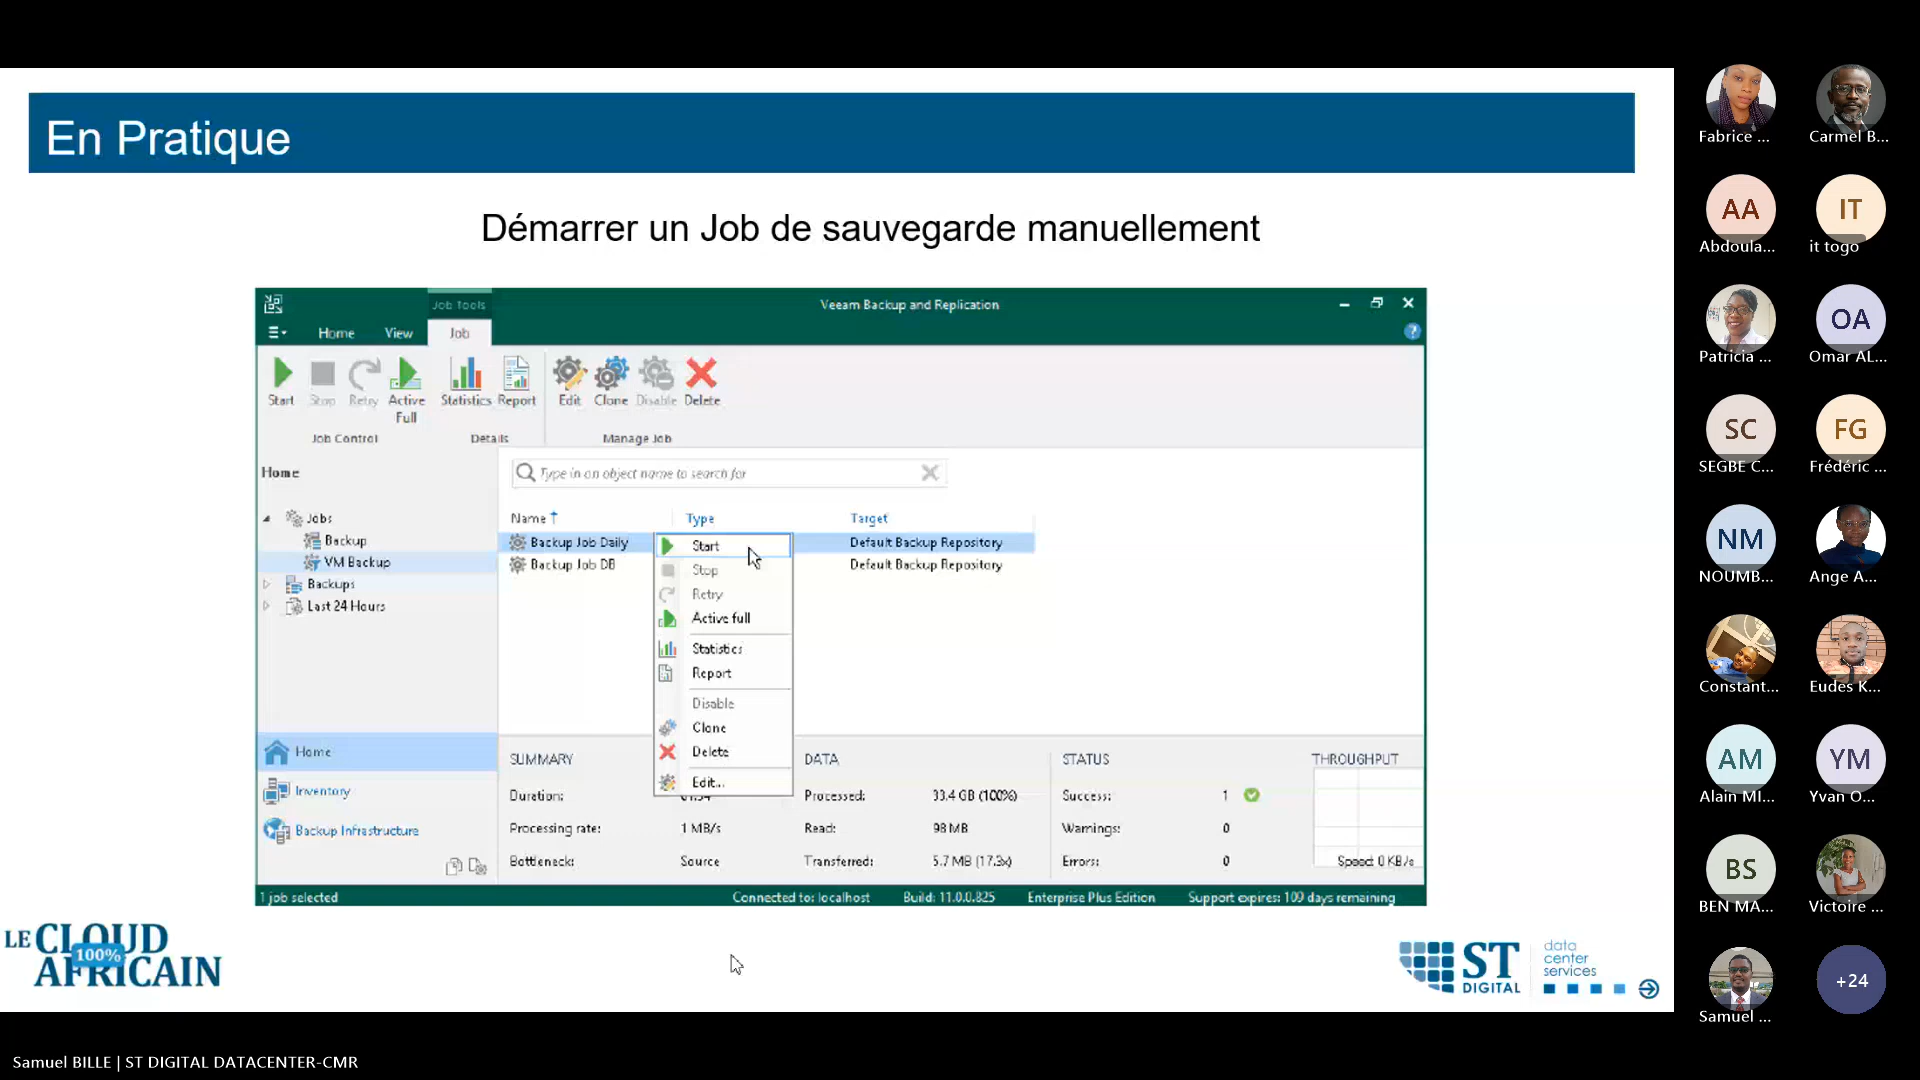 En Pratique
Démarrer un Job de sauvegarde manuellement
Job Tools
Veeam Backup and Replication
Home View Job
Start Stop Retry Active Full Statistics Report Edit Clone Disable Delete
Job Control Details Manage Job
Home
Type in an object name to search for
Jobs
Backup
VM Backup
Backups
Last 24 Hours
Name Type Target
Backup Job Daily Default Backup Repository
Backup Job DB Default Backup Repository
Start
Stop
Retry
Active full
Statistics
Report
Disable
Clone
Delete
Edit...
Home
Inventory
Backup Infrastructure
SUMMARY DATA STATUS THROUGHPUT
Duration: Processed: 33.4 GB (100%) Success: 1
Processing rate: 1 MB/s Read: 98 MB Warnings: 0
Bottleneck: Source Transferred: 5.7 MB (17.3x) Errors: 0 Speed: 0 KB/s
1 job selected Connected to: localhost Build: 11.0.0.825 Enterprise Plus Edition Support expires: 109 days remaining
LE CLOUD
100%
AFRICAIN
ST
DIGITAL
data
center
services
Samuel BILLE | ST DIGITAL DATACENTER-CMR
Fabrice ... Carmel B...
AA IT
Abdoula... it togo
OA
Patricia ... Omar AL...
SC FG
SEGBE C... Frédéric ...
NM
NOUMB... Ange A...
Constant... Eudes K...
AM YM
Alain MI... Yvan O...
BS
BEN MA... Victoire ...
+24
Samuel ...